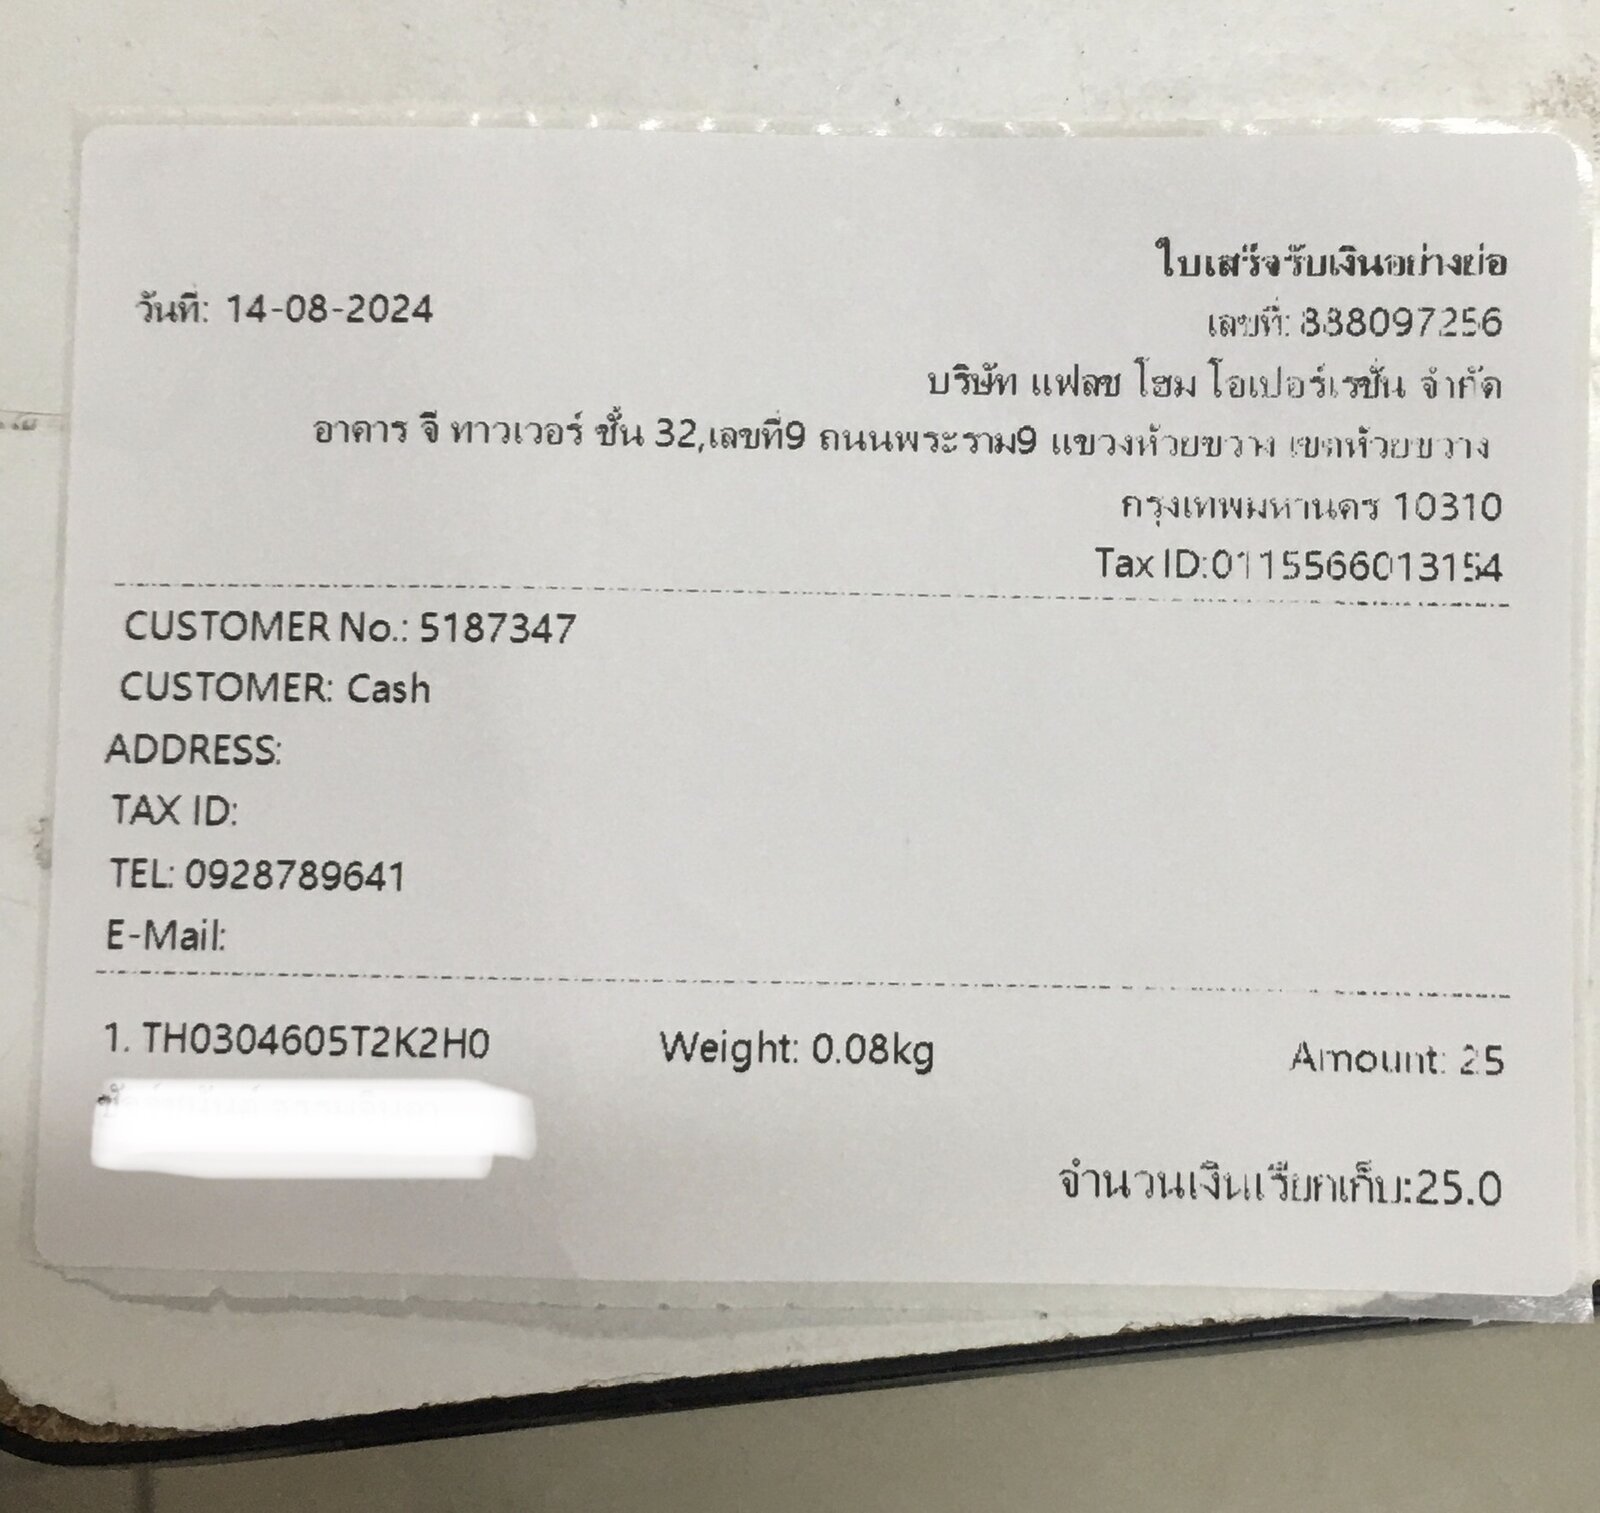 ใบเสร็จรับเงินอย่างย่อ
วันที่: 14-08-2024
เลขที่: 888097256
บริษัท แฟลช โฮม โอเปอร์เรชั่น จำกัด
อาคาร จี ทาวเวอร์ ชั้น 32,เลขที่9 ถนนพระราม9 แขวงห้วยขวาง เขตห้วยขวาง
กรุงเทพมหานคร 10310
Tax ID:0115566013154
CUSTOMER No.: 5187347
CUSTOMER: Cash
ADDRESS:
TAX ID:
TEL: 0928789641
E-Mail:
1. TH0304605T2K2H0 Weight: 0.08kg Amount: 25
จำนวนเงินเรียกเก็บ:25.0